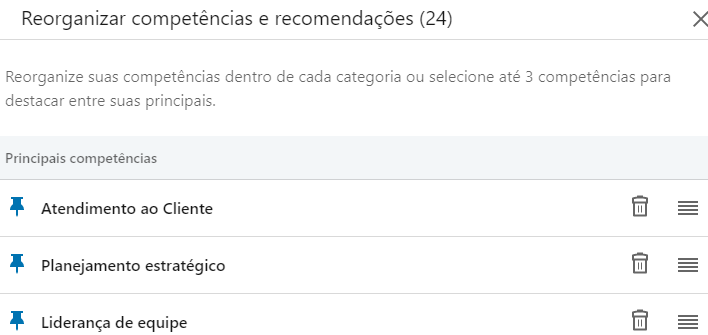 Reorganizar competências e recomendações (24)
Reorganize suas competências dentro de cada categoria ou selecione até 3 competências para
destacar entre suas principais.
Principais competências
Atendimento ao Cliente
Planejamento estratégico
Liderança de equipe